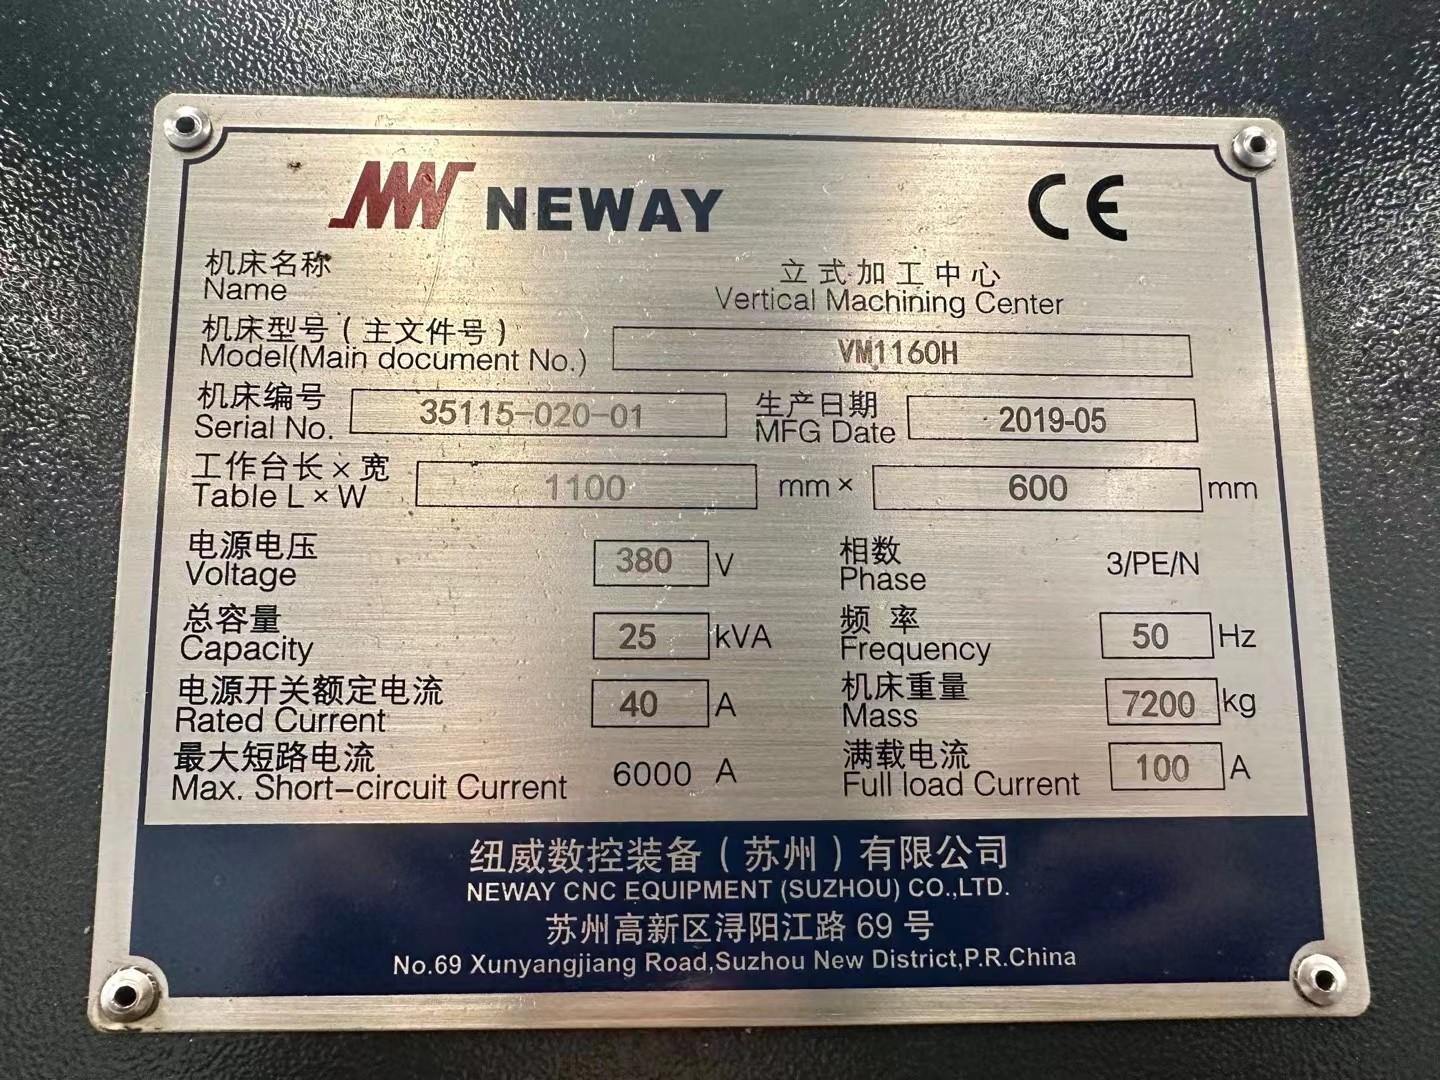 NEWAY CE
机床名称 立式加工中心
Name Vertical Machining Center
机床型号(主文件号)
Model(Main document No.) VM1160H
机床编号 生产日期
Serial No. 35115-020-01 MFG Date 2019-05
工作台长×宽
Table L×W 1100 mm× 600 mm
电源电压 相数
Voltage 380 V Phase 3/PE/N
总容量 频率
Capacity 25 kVA Frequency 50 Hz
电源开关额定电流 机床重量
Rated Current 40 A Mass 7200 kg
最大短路电流 满载电流
Max. Short-circuit Current 6000 A Full load Current 100 A
纽威数控装备(苏州)有限公司
NEWAY CNC EQUIPMENT (SUZHOU) CO.,LTD.
苏州高新区浔阳江路 69 号
No.69 Xunyangjiang Road,Suzhou New District,P.R.China